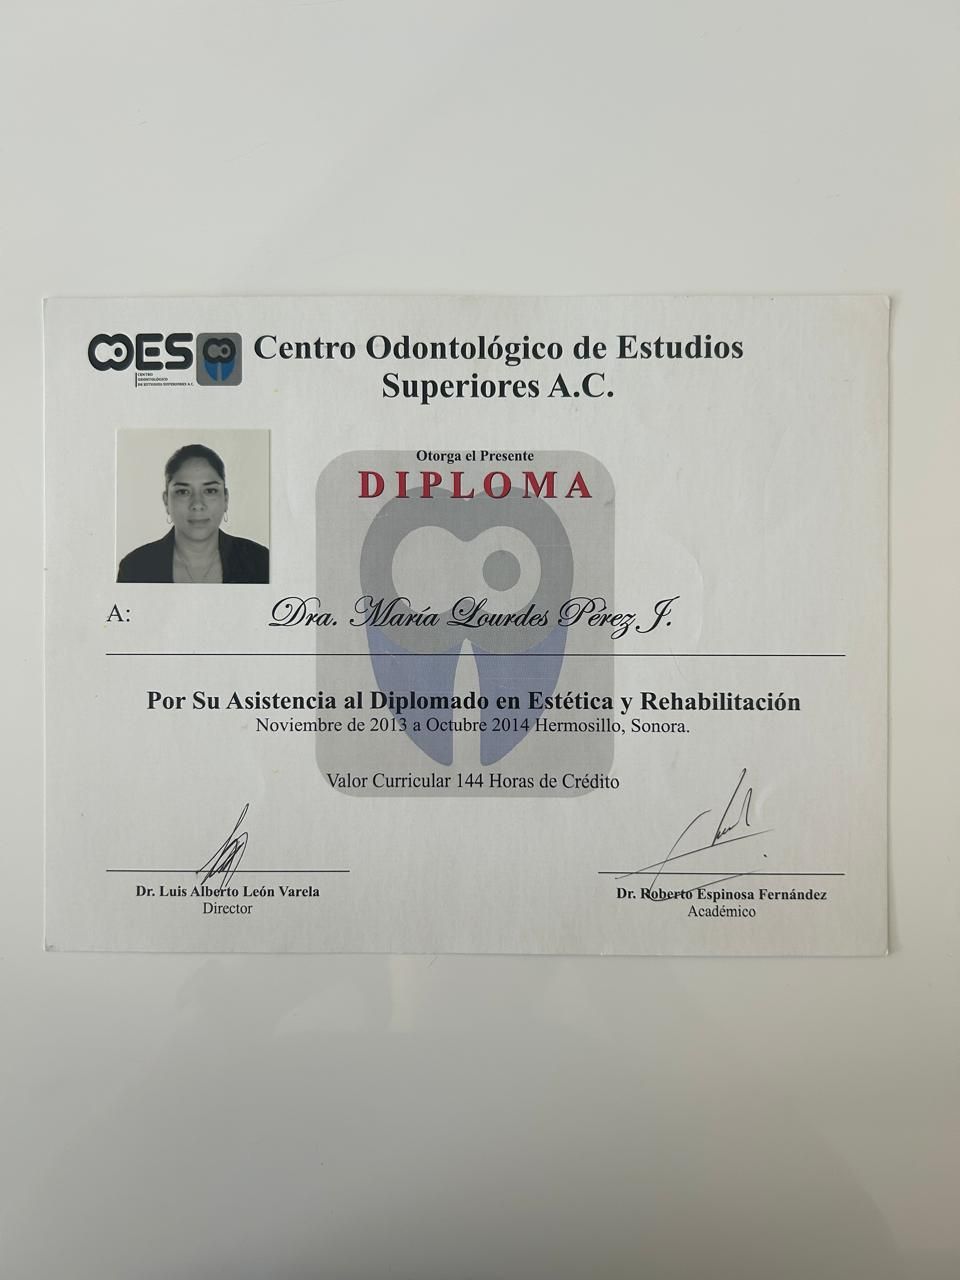 COES
CENTRO
ODONTOLÓGICO
DE ESTUDIOS SUPERIORES A.C.
Centro Odontológico de Estudios
Superiores A.C.
Otorga el Presente
DIPLOMA
A: Dra. María Lourdes Pérez J.
Por Su Asistencia al Diplomado en Estética y Rehabilitación
Noviembre de 2013 a Octubre 2014 Hermosillo, Sonora.
Valor Curricular 144 Horas de Crédito
Dr. Luis Alberto León Varela
Director
Dr. Roberto Espinosa Fernández
Académico